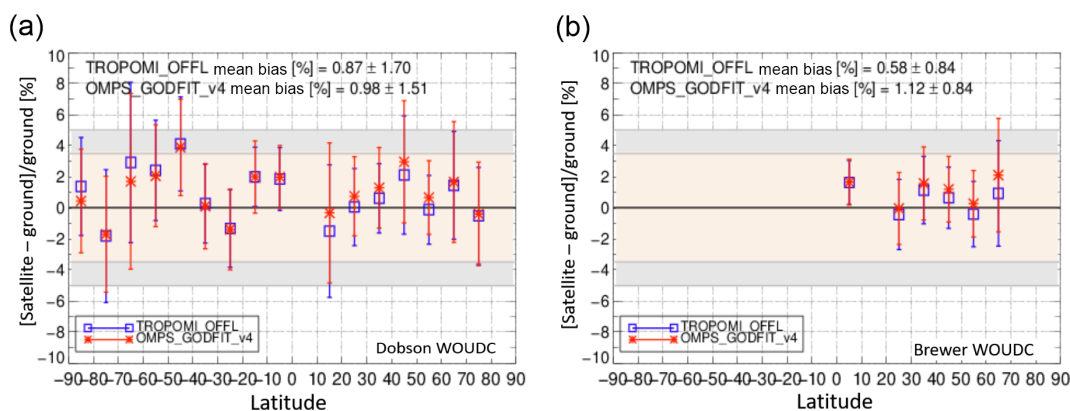 (a)
[Satellite – ground]/ground [%]
10
8
6
4
2
0
−2
−4
−6
−8
−10
TROPOMI_OFFL mean bias [%] = 0.87 ± 1.70
OMPS_GODFIT_v4 mean bias [%] = 0.98 ± 1.51
TROPOMI_OFFL
OMPS_GODFIT_v4
Dobson WOUDC
−90−80−70−60−50−40−30−20−10 0 10 20 30 40 50 60 70 80 90
Latitude
(b)
[Satellite – ground]/ground [%]
10
8
6
4
2
0
−2
−4
−6
−8
−10
TROPOMI_OFFL mean bias [%] = 0.58 ± 0.84
OMPS_GODFIT_v4 mean bias [%] = 1.12 ± 0.84
TROPOMI_OFFL
OMPS_GODFIT_v4
Brewer WOUDC
−90−80−70−60−50−40−30−20−10 0 10 20 30 40 50 60 70 80 90
Latitude